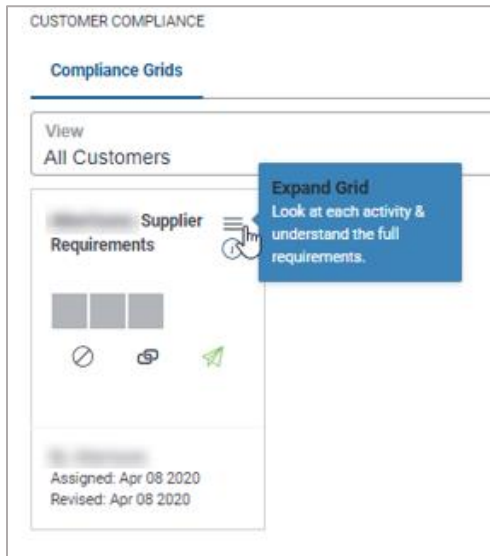 CUSTOMER COMPLIANCE
Compliance Grids
View
All Customers
Supplier
Requirements
Expand Grid
Look at each activity &
understand the full
requirements.
Assigned: Apr 08 2020
Revised: Apr 08 2020